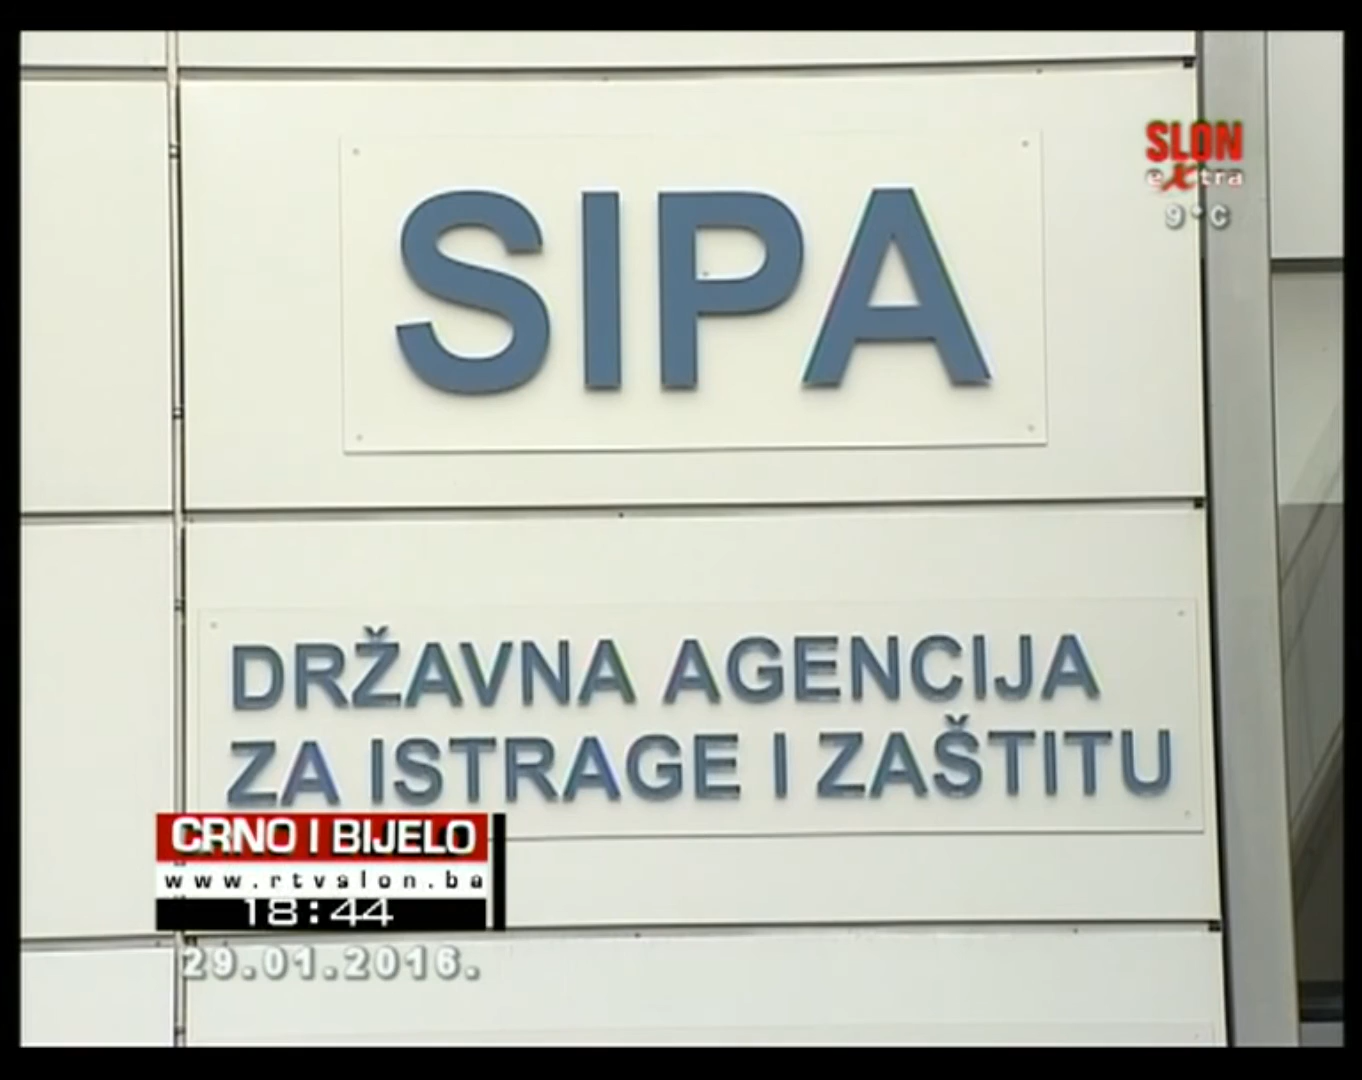 SLON
extra
9°C
SIPA
DRŽAVNA AGENCIJA
ZA ISTRAGE I ZAŠTITU
CRNO I BIJELO
www.rtvslon.ba
18:44
29.01.2016.